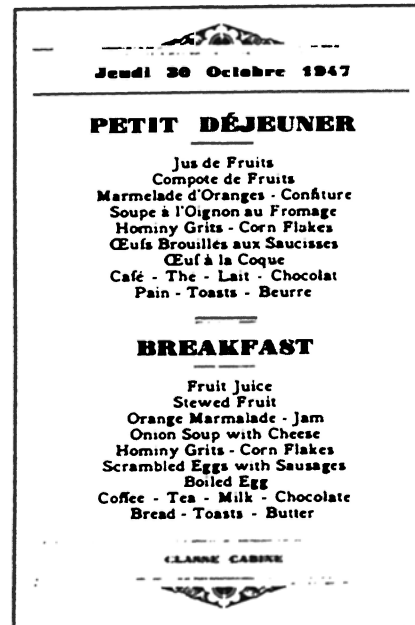 Jeudi 30 Octobre 1947
PETIT DÉJEUNER
Jus de Fruits
Compote de Fruits
Marmelade d'Oranges - Confiture
Soupe à l'Oignon au Fromage
Hominy Grits - Corn Flakes
Œufs Brouillés aux Saucisses
Œuf à la Coque
Café - The - Lait - Chocolat
Pain - Toasts - Beurre
BREAKFAST
Fruit Juice
Stewed Fruit
Orange Marmalade - Jam
Onion Soup with Cheese
Hominy Grits - Corn Flakes
Scrambled Eggs with Sausages
Boiled Egg
Coffee - Tea - Milk - Chocolate
Bread - Toasts - Butter
CLASSE CABINE